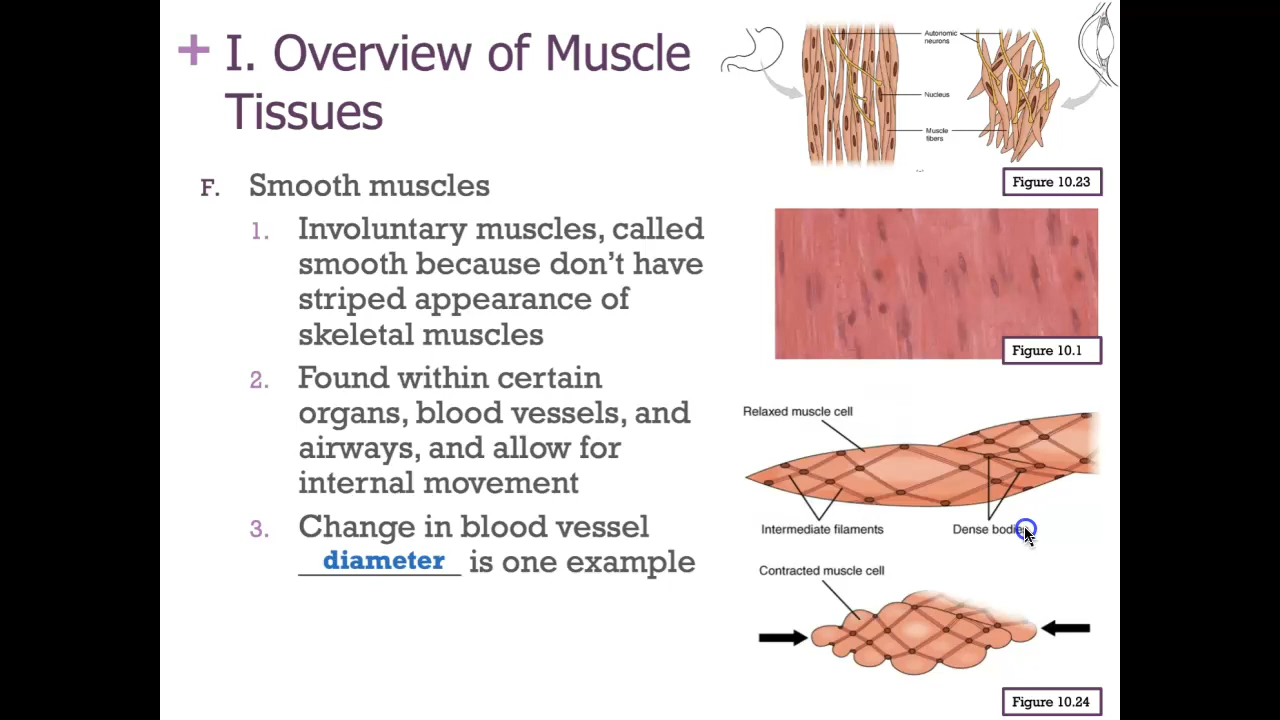 + I. Overview of Muscle
Tissues
F. Smooth muscles
1. Involuntary muscles, called
smooth because don't have
striped appearance of
skeletal muscles
2. Found within certain
organs, blood vessels, and
airways, and allow for
internal movement
3. Change in blood vessel
diameter is one example
Autonomic
neurons
Nucleus
Muscle
fibers
Figure 10.23
Figure 10.1
Relaxed muscle cell
Intermediate filaments
Dense bodies
Contracted muscle cell
Figure 10.24